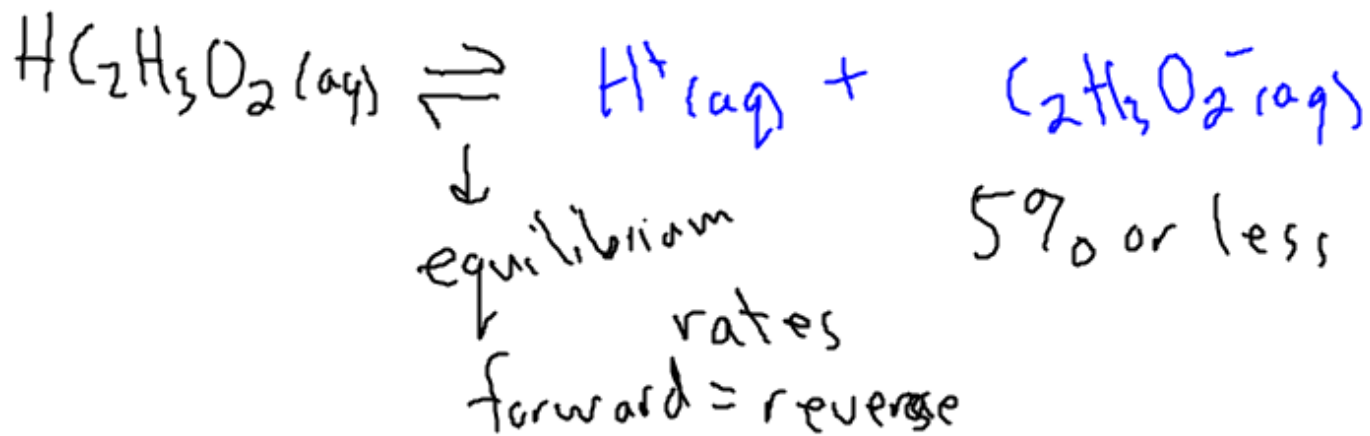 HC₂H₃O₂(aq) ⇌ H⁺(aq) + C₂H₃O₂⁻(aq)
↓
5% or less
equilibrium
rates
forward = reverse